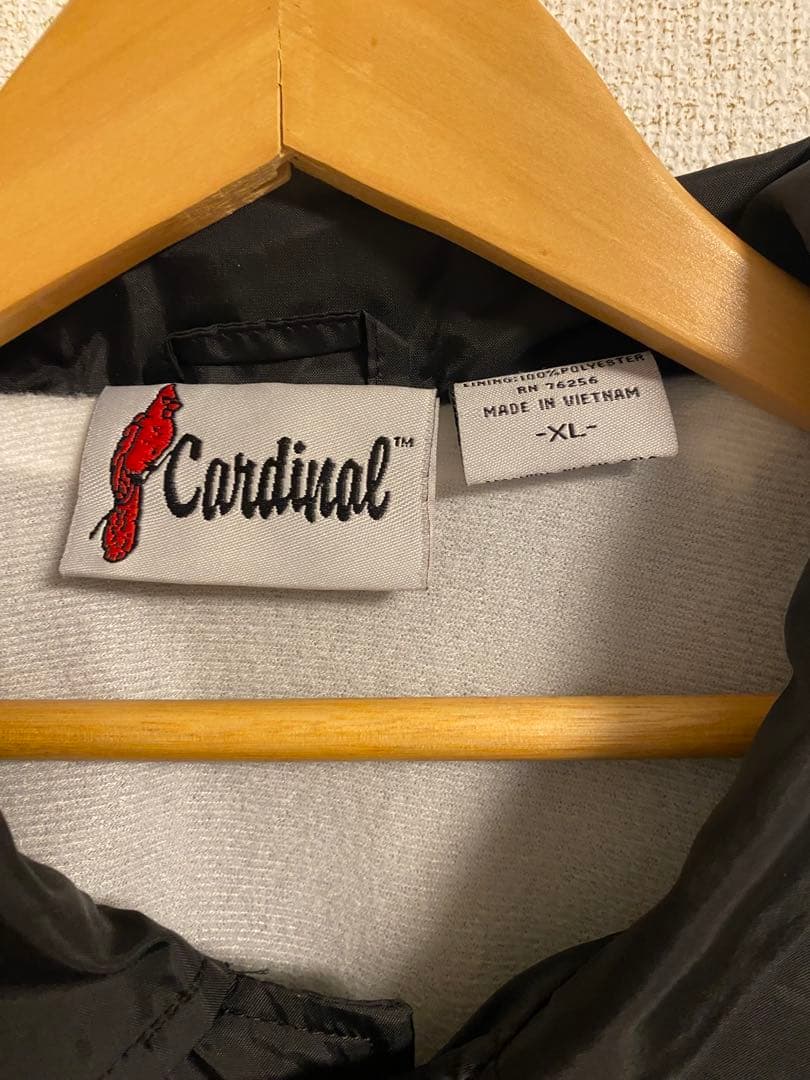 Cardinal™
LINING: 100% POLYESTER
RN 76256
MADE IN VIETNAM
-XL-